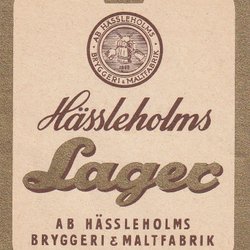 AB HÄSSLEHOLMS
BRYGGERI & MALTFABRIK
Hässleholms
Lager
AB HÄSSLEHOLMS
BRYGGERI & MALTFABRIK